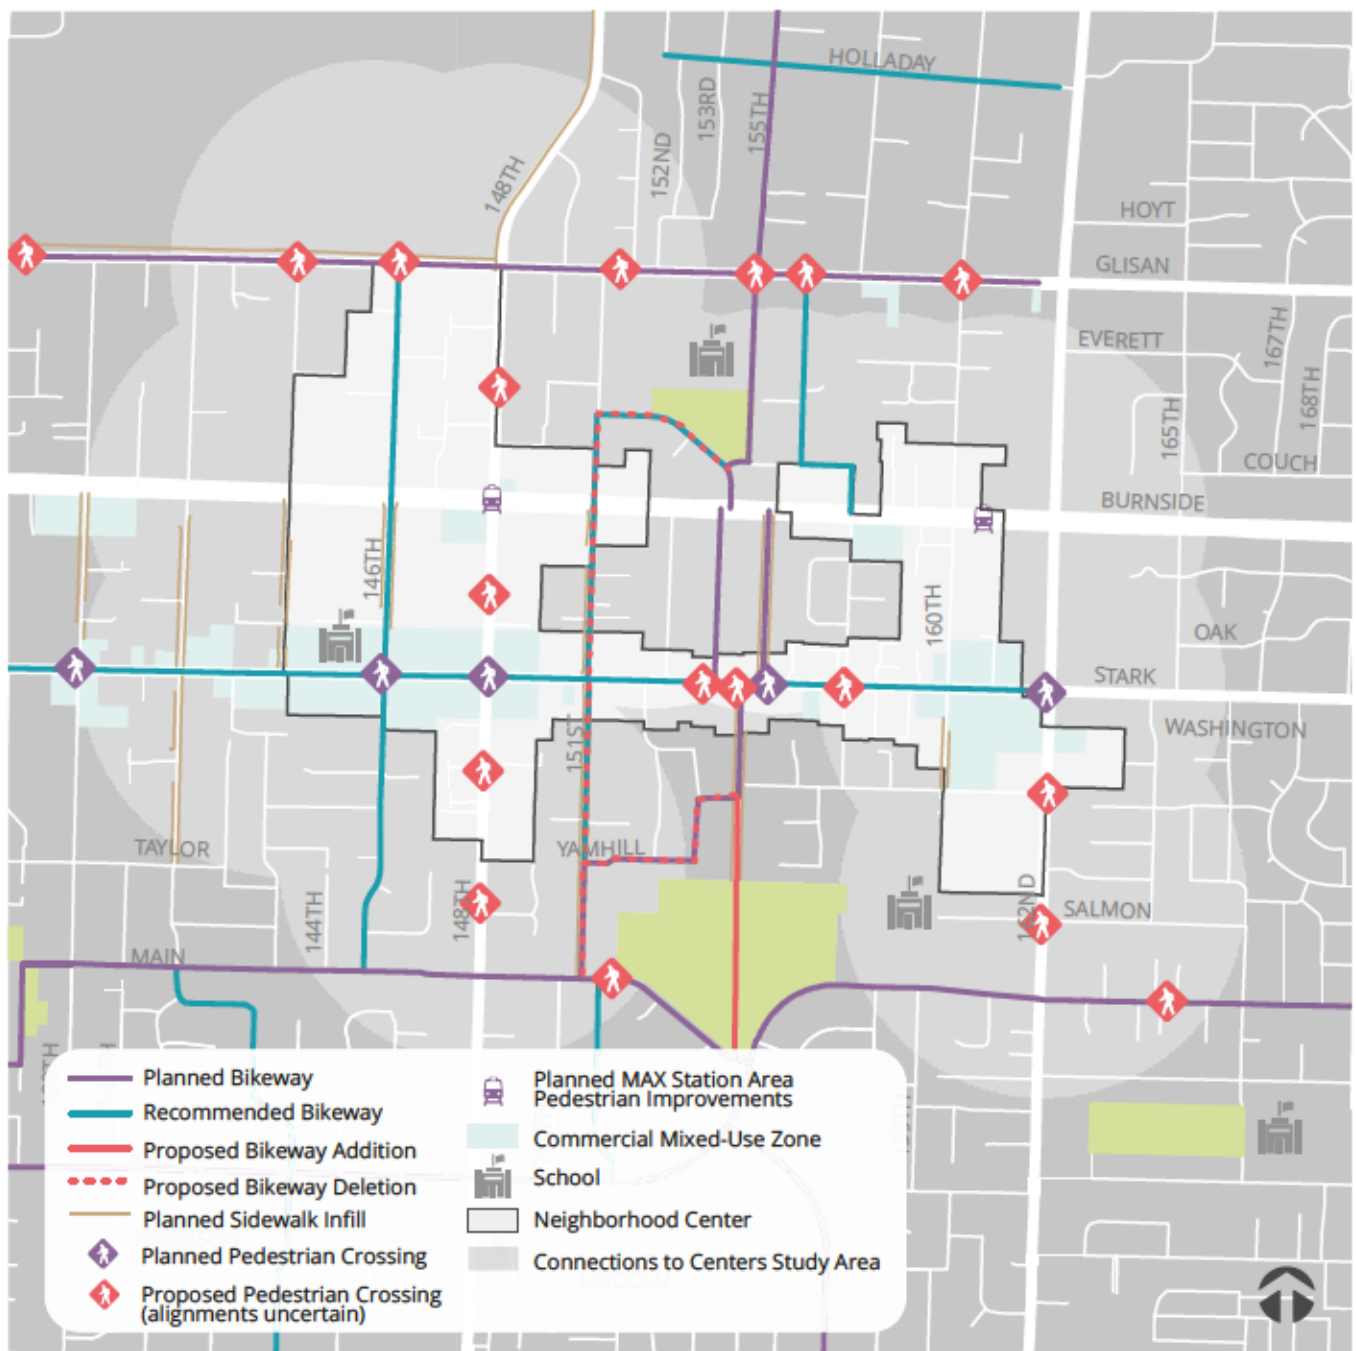 HOLLADAY
153RD
155TH
152ND
148TH
HOYT
GLISAN
167TH
EVERETT
168TH
165TH
COUCH
BURNSIDE
146TH
160TH
OAK
STARK
WASHINGTON
151ST
TAYLOR
YAMHILL
148TH
144TH
162ND
SALMON
MAIN
Planned Bikeway
Recommended Bikeway
Proposed Bikeway Addition
Proposed Bikeway Deletion
Planned Sidewalk Infill
Planned Pedestrian Crossing
Proposed Pedestrian Crossing
(alignments uncertain)
Planned MAX Station Area
Pedestrian Improvements
Commercial Mixed-Use Zone
School
Neighborhood Center
Connections to Centers Study Area